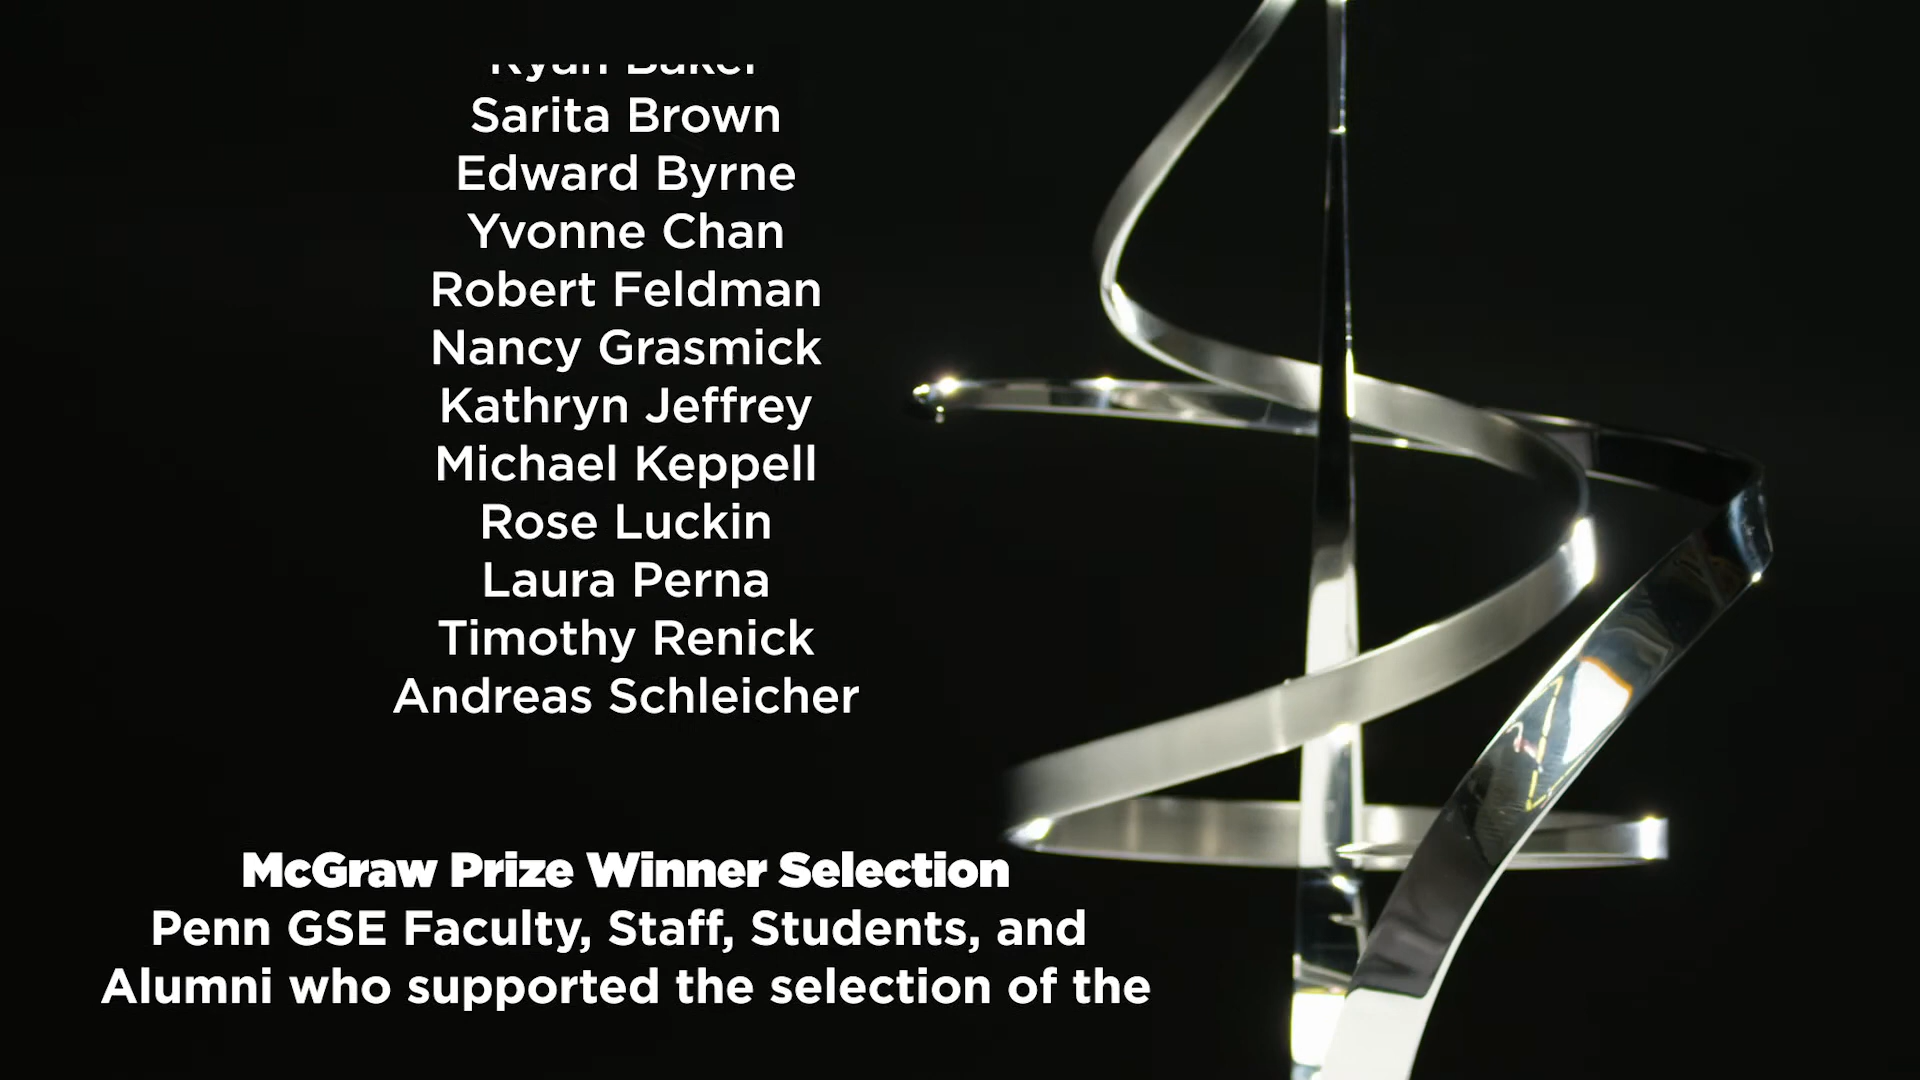 Ryan Baker
Sarita Brown
Edward Byrne
Yvonne Chan
Robert Feldman
Nancy Grasmick
Kathryn Jeffrey
Michael Keppell
Rose Luckin
Laura Perna
Timothy Renick
Andreas Schleicher
McGraw Prize Winner Selection
Penn GSE Faculty, Staff, Students, and
Alumni who supported the selection of the